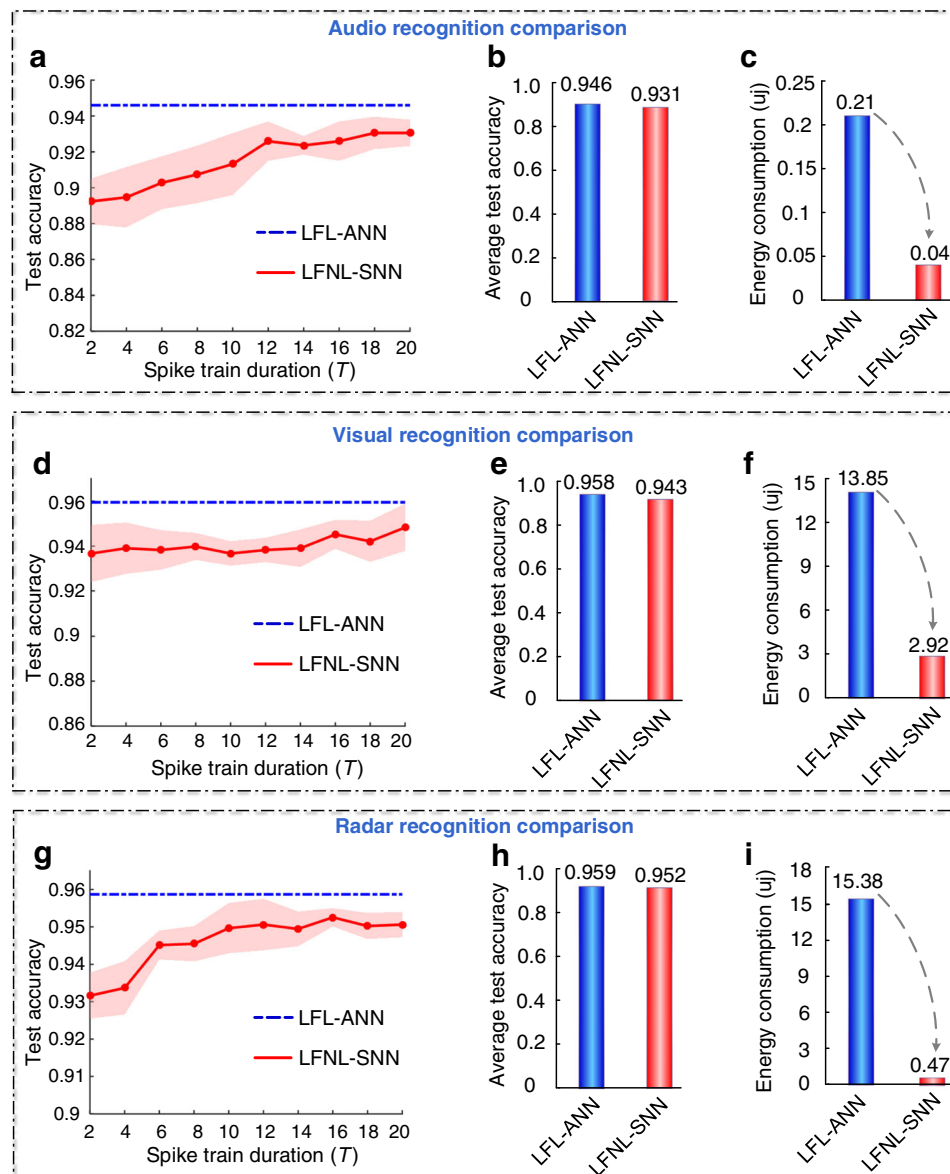 Audio recognition comparison
a
0.96
0.94
0.92
0.9
0.88
0.86
0.84
0.82
2 4 6 8 10 12 14 16 18 20
Test accuracy
Spike train duration (T)
LFL-ANN
LFNL-SNN
b
1.0
0.8
0.6
0.4
0.2
0
Average test accuracy
0.946
0.931
LFL-ANN
LFNL-SNN
c
0.25
0.2
0.15
0.1
0.05
0
Energy consumption (uj)
0.21
0.04
LFL-ANN
LFNL-SNN
Visual recognition comparison
d
0.96
0.94
0.92
0.9
0.88
0.86
2 4 6 8 10 12 14 16 18 20
Test accuracy
Spike train duration (T)
LFL-ANN
LFNL-SNN
e
1.0
0.8
0.6
0.4
0.2
0
Average test accuracy
0.958
0.943
LFL-ANN
LFNL-SNN
f
15
12
9
6
3
0
Energy consumption (uj)
13.85
2.92
LFL-ANN
LFNL-SNN
Radar recognition comparison
g
0.96
0.95
0.94
0.93
0.92
0.91
0.9
2 4 6 8 10 12 14 16 18 20
Test accuracy
Spike train duration (T)
LFL-ANN
LFNL-SNN
h
1.0
0.8
0.6
0.4
0.2
0
Average test accuracy
0.959
0.952
LFL-ANN
LFNL-SNN
i
18
15
12
9
6
3
0
Energy consumption (uj)
15.38
0.47
LFL-ANN
LFNL-SNN